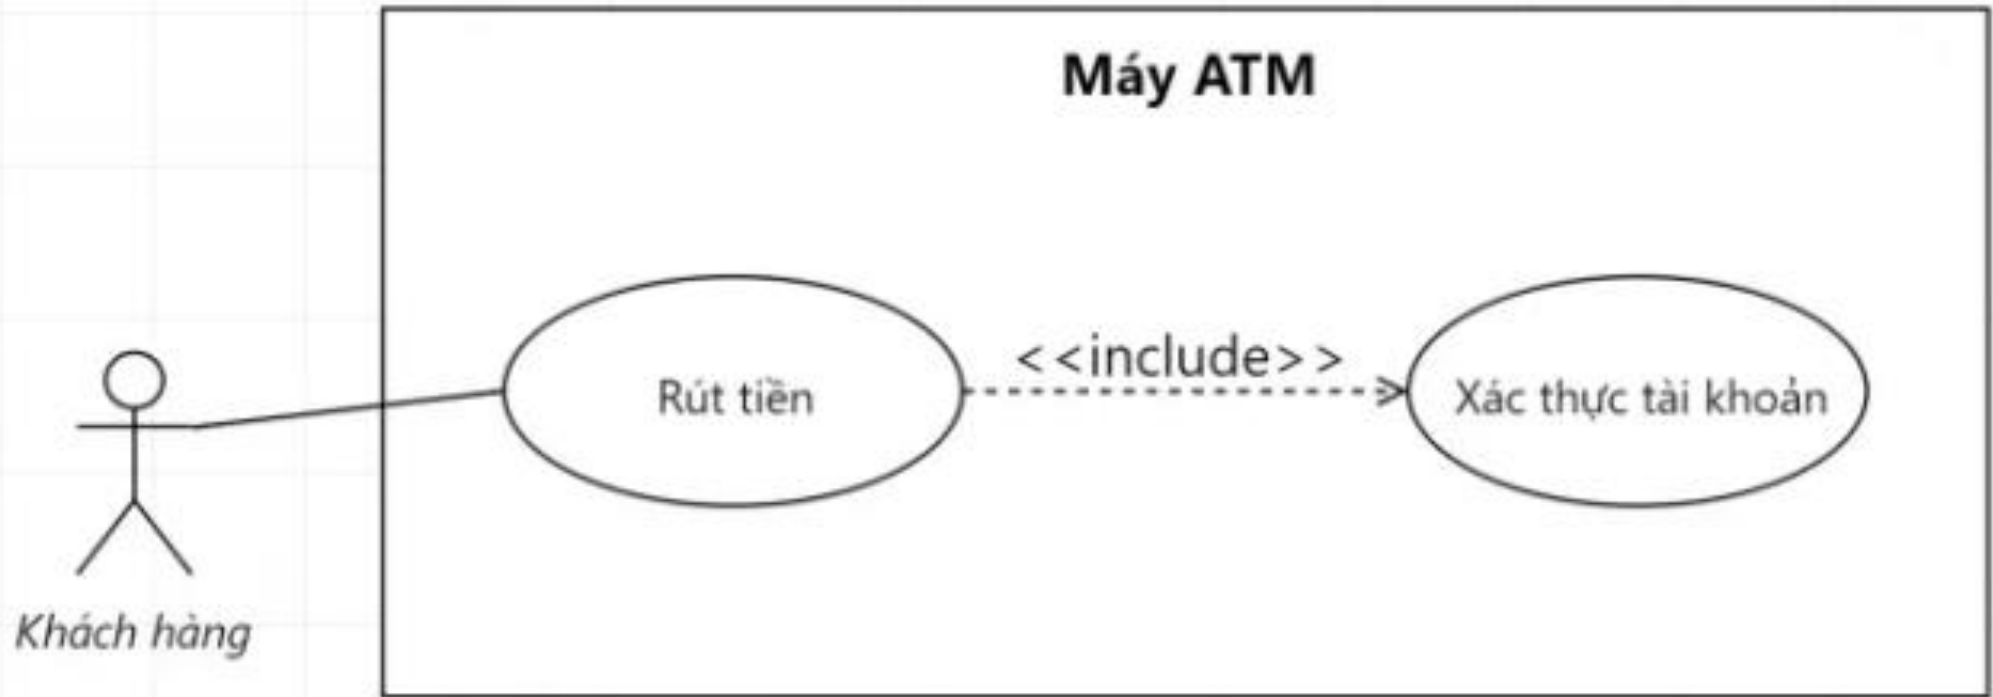 Máy ATM
<<include>>
Rút tiền
Xác thực tài khoản
Khách hàng